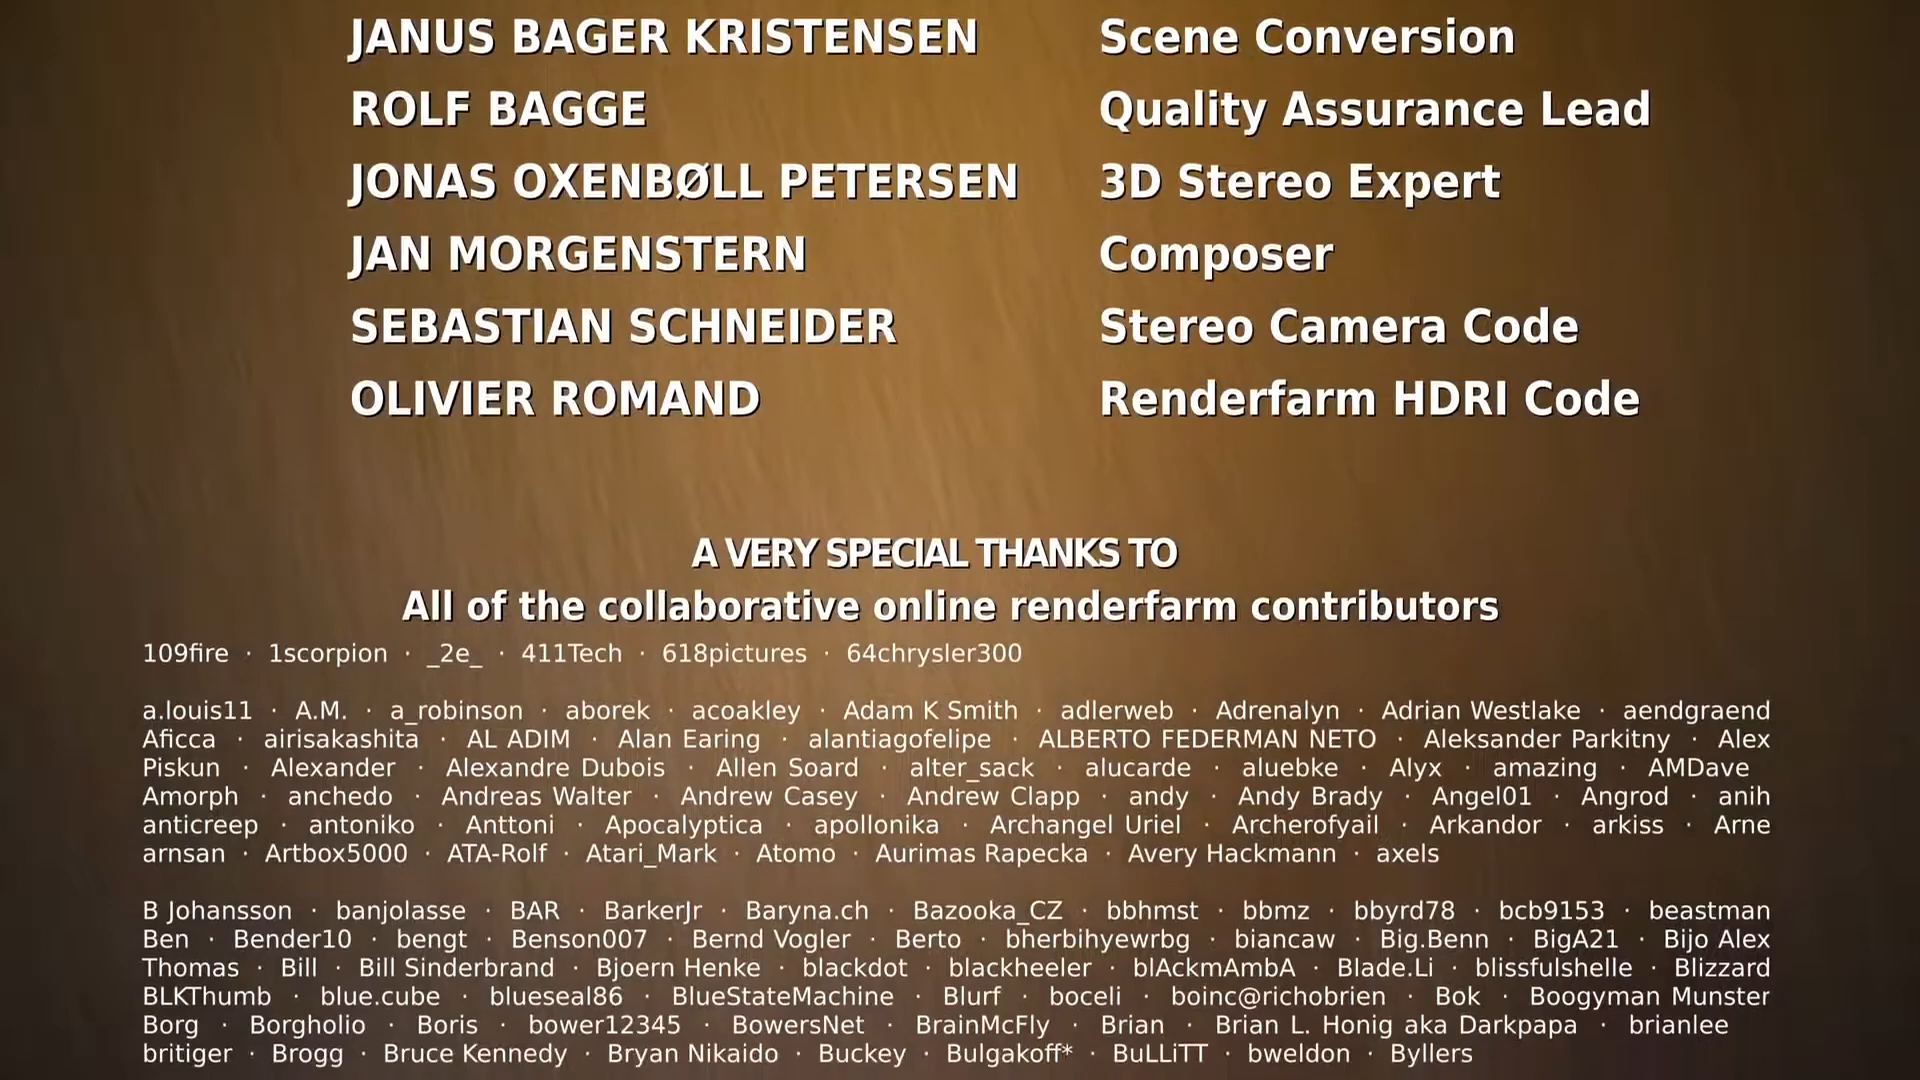 JANUS BAGER KRISTENSEN Scene Conversion
ROLF BAGGE Quality Assurance Lead
JONAS OXENBØLL PETERSEN 3D Stereo Expert
JAN MORGENSTERN Composer
SEBASTIAN SCHNEIDER Stereo Camera Code
OLIVIER ROMAND Renderfarm HDRI Code
A VERY SPECIAL THANKS TO
All of the collaborative online renderfarm contributors
109fire · 1scorpion · _2e_ · 411Tech · 618pictures · 64chrysler300
a.louis11 · A.M. · a_robinson · aborek · acoakley · Adam K Smith · adlerweb · Adrenalyn · Adrian Westlake · aendgraend
Aficca · airisakashita · AL ADIM · Alan Earing · alantiagofelipe · ALBERTO FEDERMAN NETO · Aleksander Parkitny · Alex
Piskun · Alexander · Alexandre Dubois · Allen Soard · alter_sack · alucarde · aluebke · Alyx · amazing · AMDave
Amorph · anchedo · Andreas Walter · Andrew Casey · Andrew Clapp · andy · Andy Brady · Angel01 · Angrod · anih
anticreep · antoniko · Anttoni · Apocalyptica · apollonika · Archangel Uriel · Archerofyail · Arkandor · arkiss · Arne
arnsan · Artbox5000 · ATA-Rolf · Atari_Mark · Atomo · Aurimas Rapecka · Avery Hackmann · axels
B Johansson · banjolasse · BAR · BarkerJr · Baryna.ch · Bazooka_CZ · bbhmst · bbmz · bbyrd78 · bcb9153 · beastman
Ben · Bender10 · bengt · Benson007 · Bernd Vogler · Berto · bherbihyewrbg · biancaw · Big.Benn · BigA21 · Bijo Alex
Thomas · Bill · Bill Sinderbrand · Bjoern Henke · blackdot · blackheeler · blAckmAmbA · Blade.Li · blissfulshelle · Blizzard
BLKThumb · blue.cube · blueseal86 · BlueStateMachine · Blurf · boceli · boinc@richobrien · Bok · Boogyman Munster
Borg · Borgholio · Boris · bower12345 · BowersNet · BrainMcFly · Brian · Brian L. Honig aka Darkpapa · brianlee
britiger · Brogg · Bruce Kennedy · Bryan Nikaido · Buckey · Bulgakoff* · BuLLiTT · bweldon · Byllers